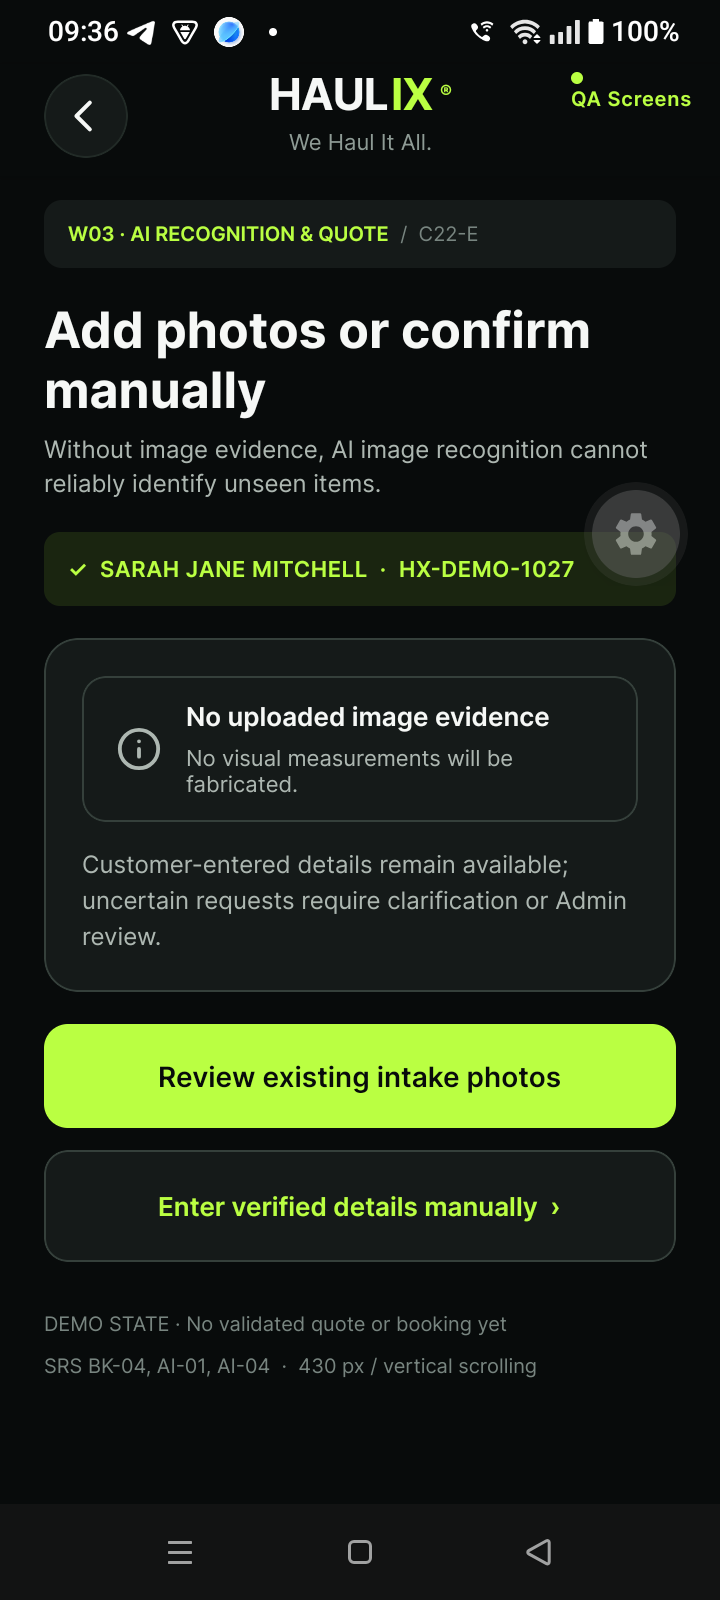 09:36
100%
HAULIX ®
We Haul It All.
QA Screens
W03 · AI RECOGNITION & QUOTE / C22-E
Add photos or confirm
manually
Without image evidence, AI image recognition cannot
reliably identify unseen items.
✓ SARAH JANE MITCHELL · HX-DEMO-1027
No uploaded image evidence
No visual measurements will be
fabricated.
Customer-entered details remain available;
uncertain requests require clarification or Admin
review.
Review existing intake photos
Enter verified details manually ›
DEMO STATE · No validated quote or booking yet
SRS BK-04, AI-01, AI-04 · 430 px / vertical scrolling